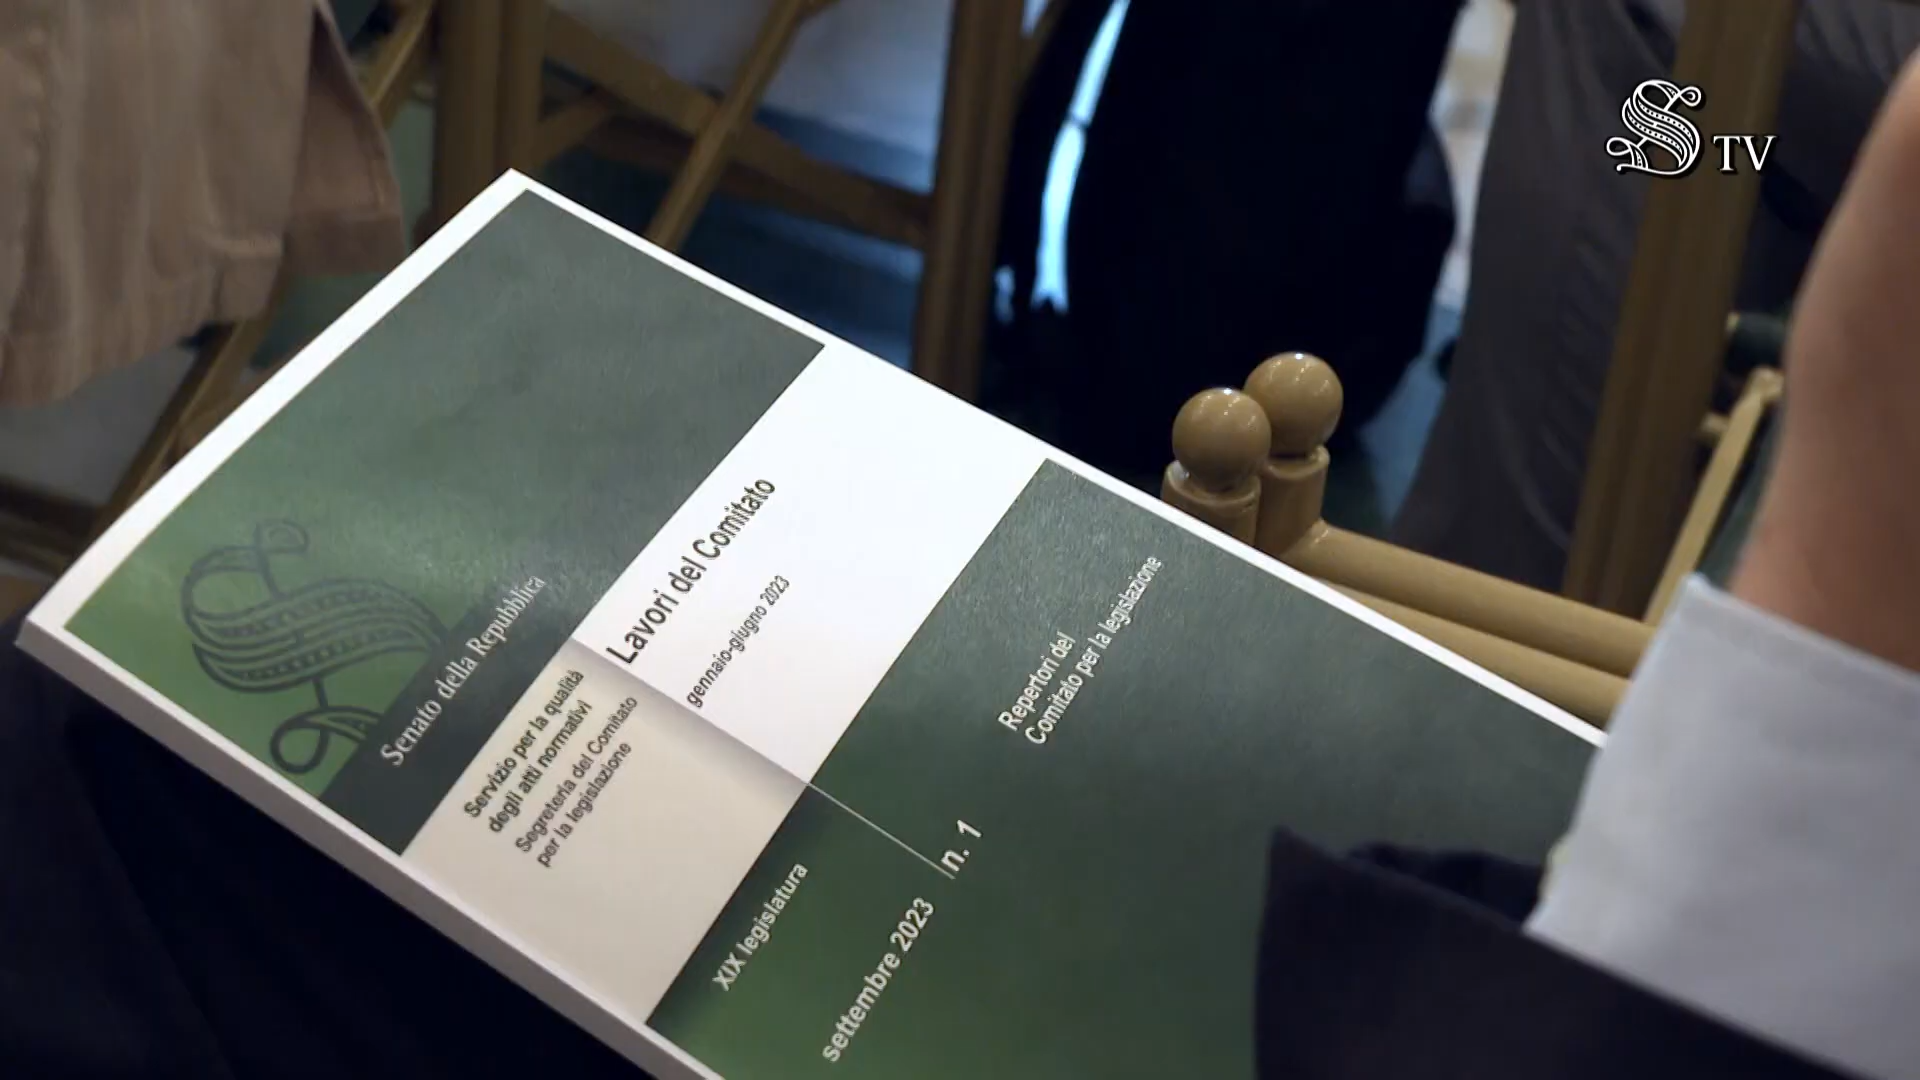 S TV
Senato della Repubblica
Servizio per la qualità
degli atti normativi
Segreteria del Comitato
per la legislazione
Lavori del Comitato
gennaio-giugno 2023
XIX legislatura
settembre 2023
n. 1
Repertori del
Comitato per la legislazione